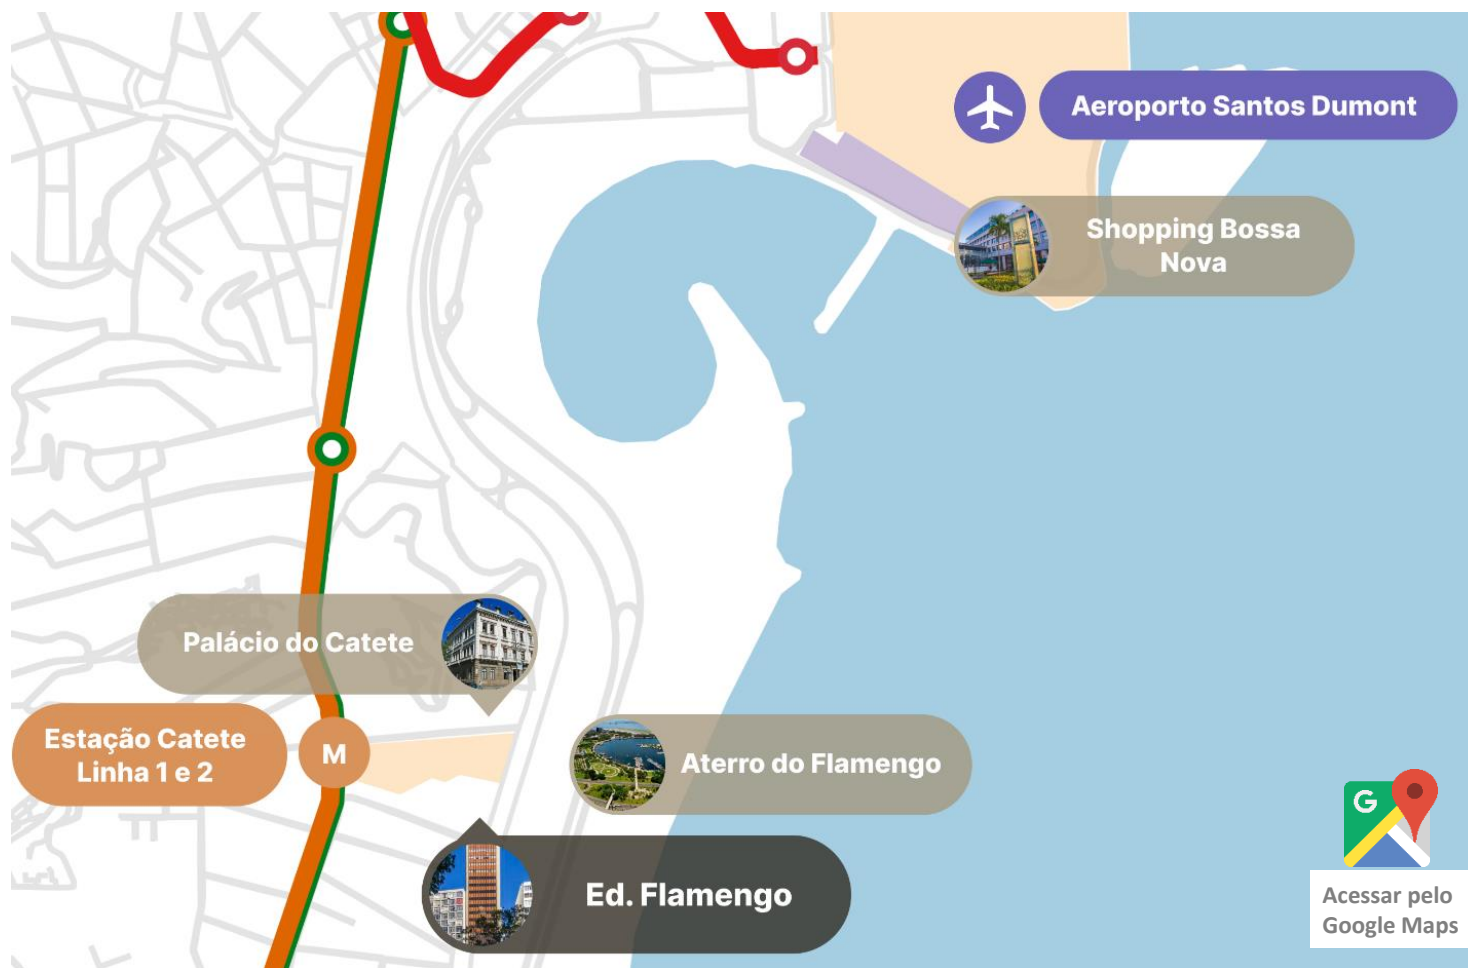 Aeroporto Santos Dumont
Shopping Bossa
Nova
Palácio do Catete
Estação Catete
Linha 1 e 2
M
Aterro do Flamengo
Ed. Flamengo
G
Acessar pelo
Google Maps